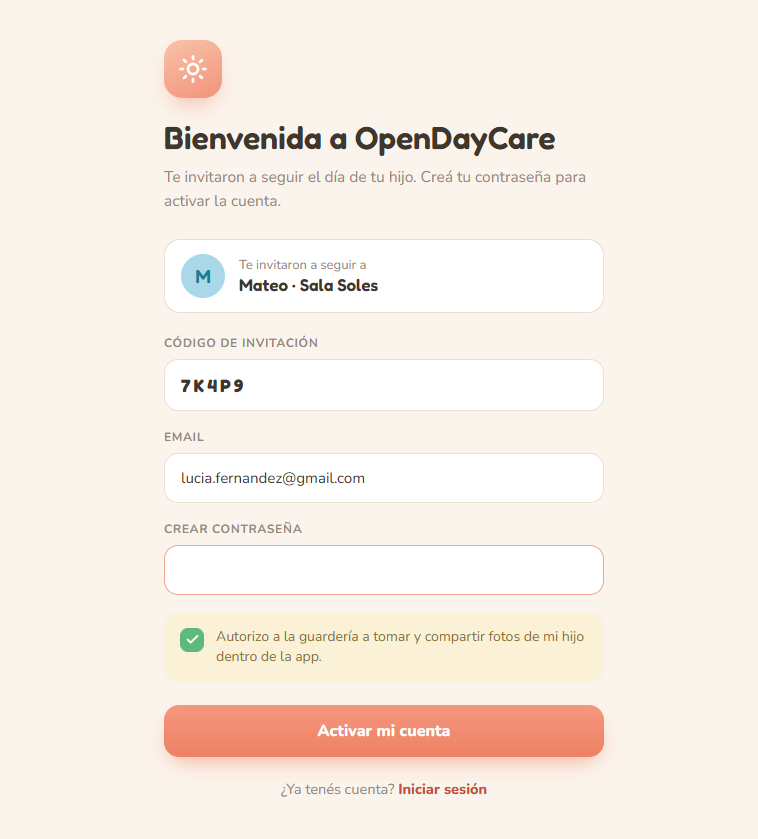 Bienvenida a OpenDayCare
Te invitaron a seguir el día de tu hijo. Creá tu contraseña para
activar la cuenta.
M
Te invitaron a seguir a
Mateo · Sala Soles
CÓDIGO DE INVITACIÓN
7K4P9
EMAIL
lucia.fernandez@gmail.com
CREAR CONTRASEÑA
Autorizo a la guardería a tomar y compartir fotos de mi hijo
dentro de la app.
Activar mi cuenta
¿Ya tenés cuenta? Iniciar sesión